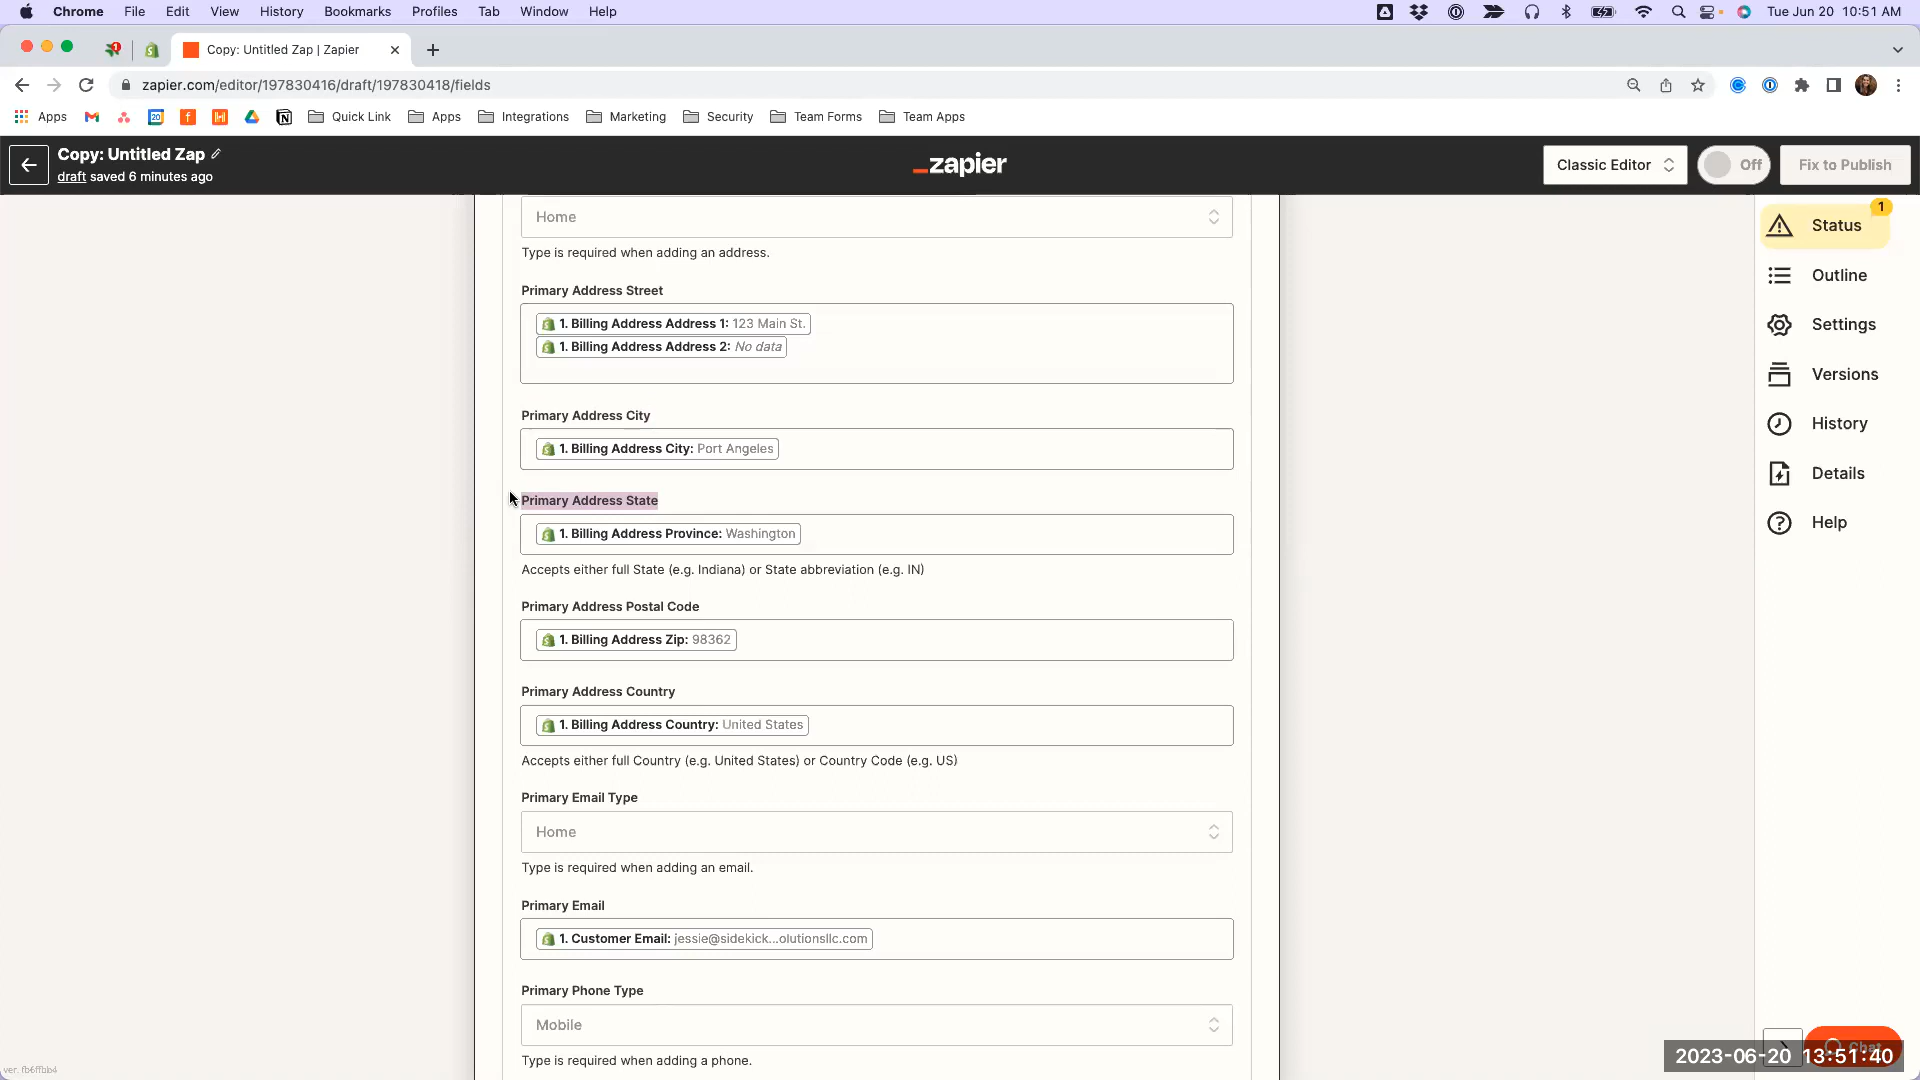 Chrome File Edit View History Bookmarks Profiles Tab Window Help Tue Jun 20 10:51 AM
Copy: Untitled Zap | Zapier
zapier.com/editor/197830416/draft/197830418/fields
Apps Quick Link Apps Integrations Marketing Security Team Forms Team Apps
Copy: Untitled Zap
draft saved 6 minutes ago
_zapier
Classic Editor Off Fix to Publish
1
Status
Outline
Settings
Versions
History
Details
Help
Home
Type is required when adding an address.
Primary Address Street
1. Billing Address Address 1: 123 Main St.
1. Billing Address Address 2: No data
Primary Address City
1. Billing Address City: Port Angeles
Primary Address State
1. Billing Address Province: Washington
Accepts either full State (e.g. Indiana) or State abbreviation (e.g. IN)
Primary Address Postal Code
1. Billing Address Zip: 98362
Primary Address Country
1. Billing Address Country: United States
Accepts either full Country (e.g. United States) or Country Code (e.g. US)
Primary Email Type
Home
Type is required when adding an email.
Primary Email
1. Customer Email: jessie@sidekick...olutionsllc.com
Primary Phone Type
Mobile
Type is required when adding a phone.
Chat
2023-06-20 13:51:40
ver. fb6ffbb4